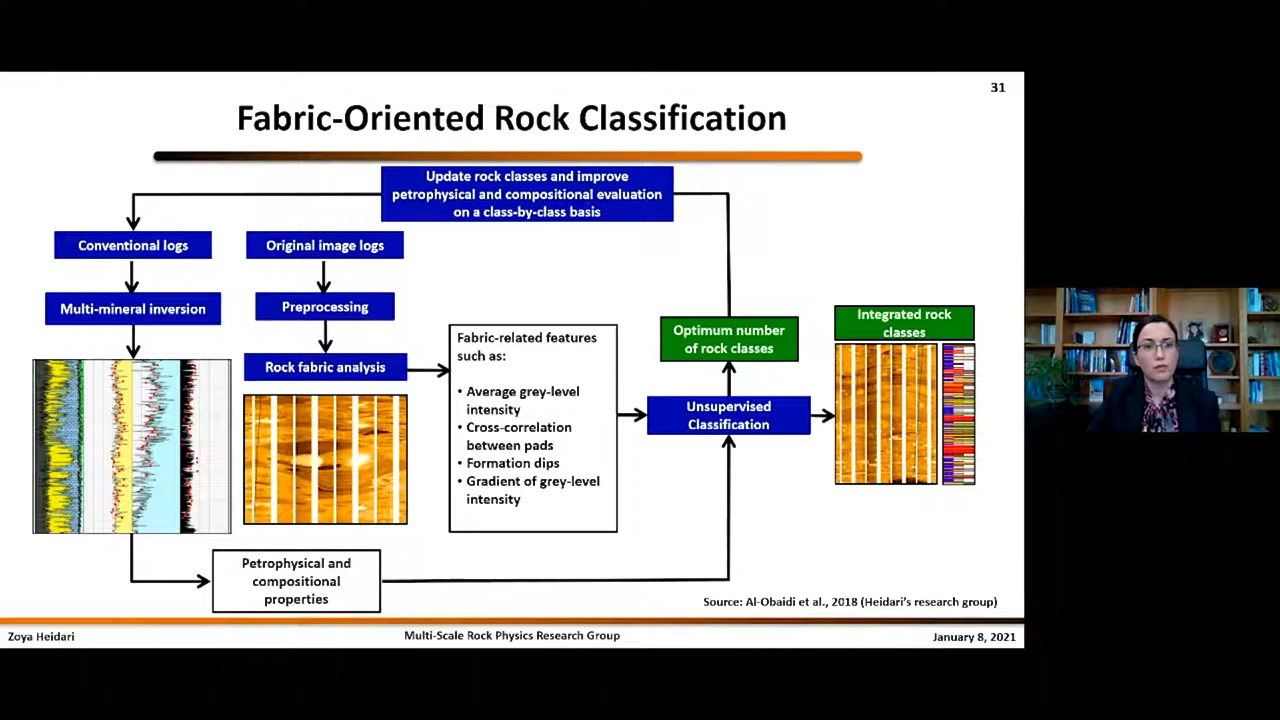 31
Fabric-Oriented Rock Classification
Update rock classes and improve
petrophysical and compositional evaluation
on a class-by-class basis
Conventional logs
Original image logs
Multi-mineral inversion
Preprocessing
Rock fabric analysis
Fabric-related features
such as:
• Average grey-level
intensity
• Cross-correlation
between pads
• Formation dips
• Gradient of grey-level
intensity
Optimum number
of rock classes
Unsupervised
Classification
Integrated rock
classes
Petrophysical and
compositional
properties
Source: Al-Obaidi et al., 2018 (Heidari's research group)
Zoya Heidari
Multi-Scale Rock Physics Research Group
January 8, 2021